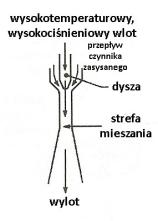 wysokotemperaturowy,
wysokociśnieniowy wlot
przepływ
czynnika
zasysanego
dysza
strefa
mieszania
wylot